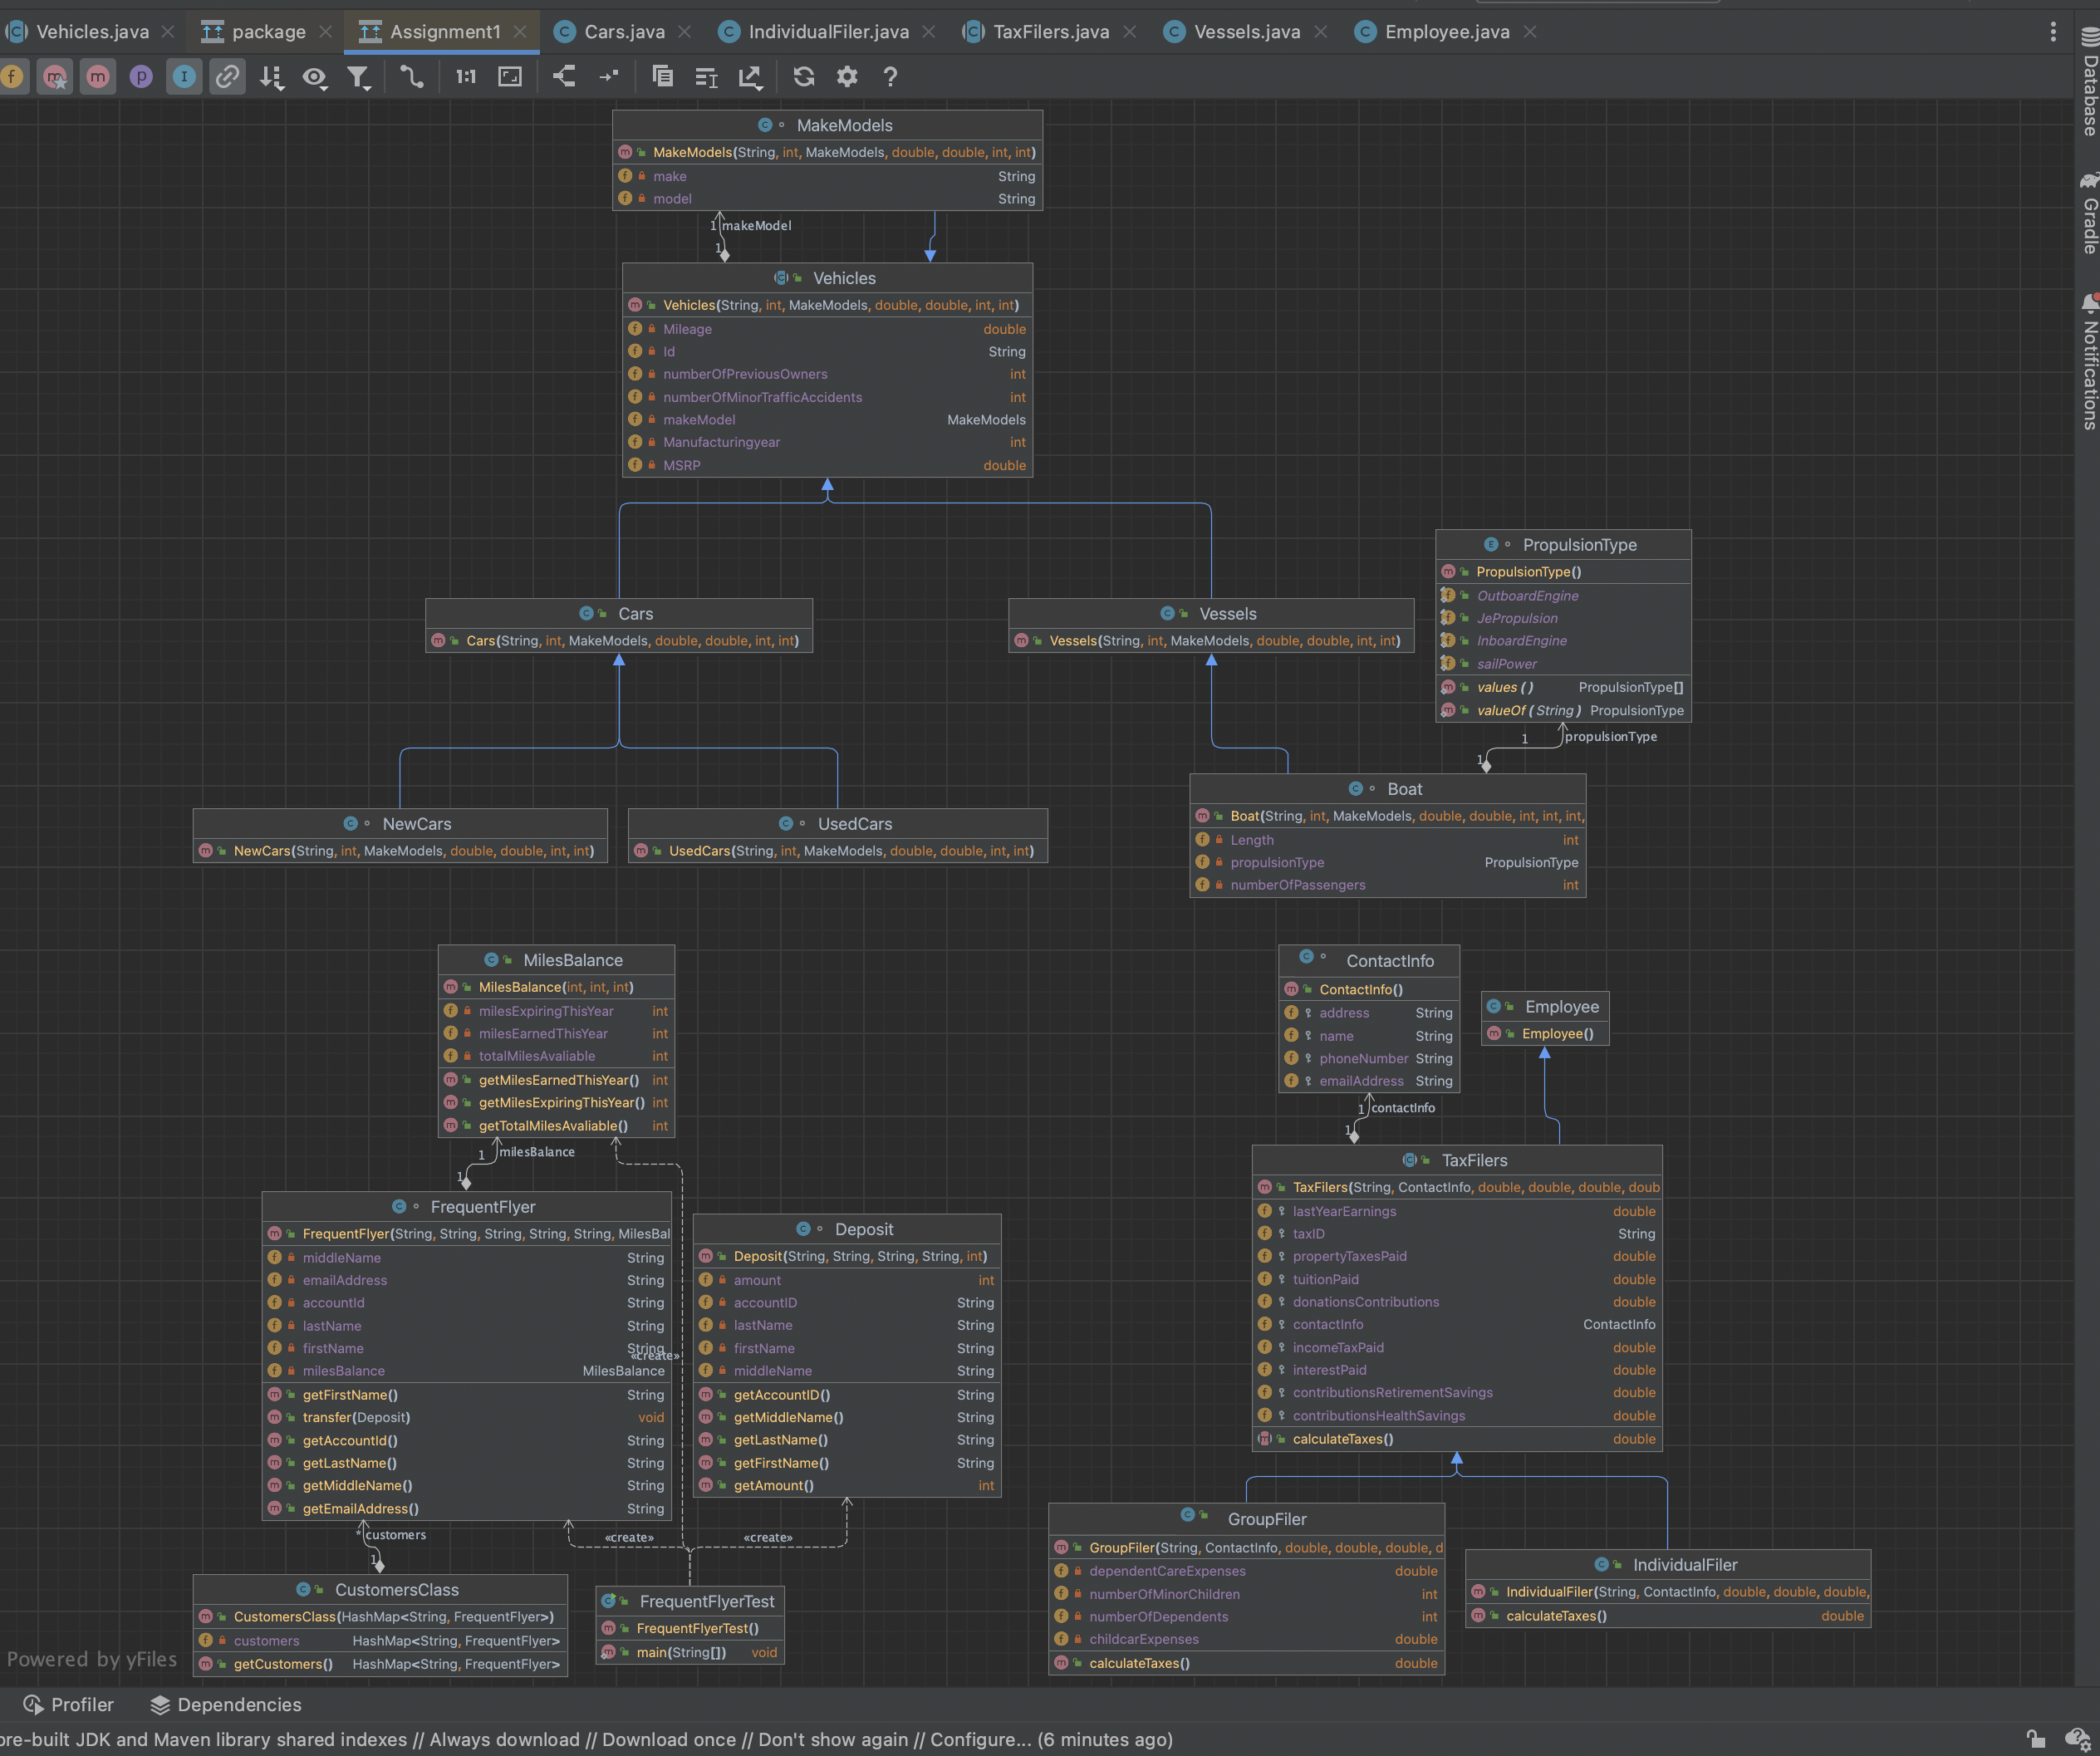 Vehicles.java
package
Assignment1
Cars.java
IndividualFiler.java
TaxFilers.java
Vessels.java
Employee.java
1:1
Database
Gradle
Notifications
MakeModels
MakeModels(String, int, MakeModels, double, double, int, int)
make String
model String
1 makeModel
1
Vehicles
Vehicles(String, int, MakeModels, double, double, int, int)
Mileage double
Id String
numberOfPreviousOwners int
numberOfMinorTrafficAccidents int
makeModel MakeModels
Manufacturingyear int
MSRP double
PropulsionType
PropulsionType()
OutboardEngine
JePropulsion
InboardEngine
sailPower
values() PropulsionType[]
valueOf(String) PropulsionType
1 propulsionType
1
Cars
Cars(String, int, MakeModels, double, double, int, int)
Vessels
Vessels(String, int, MakeModels, double, double, int, int)
NewCars
NewCars(String, int, MakeModels, double, double, int, int)
UsedCars
UsedCars(String, int, MakeModels, double, double, int, int)
Boat
Boat(String, int, MakeModels, double, double, int, int, int,
Length int
propulsionType PropulsionType
numberOfPassengers int
MilesBalance
MilesBalance(int, int, int)
milesExpiringThisYear int
milesEarnedThisYear int
totalMilesAvaliable int
getMilesEarnedThisYear() int
getMilesExpiringThisYear() int
getTotalMilesAvaliable() int
1 milesBalance
1
ContactInfo
ContactInfo()
address String
name String
phoneNumber String
emailAddress String
1 contactInfo
1
Employee
Employee()
FrequentFlyer
FrequentFlyer(String, String, String, String, String, MilesBal
middleName String
emailAddress String
accountId String
lastName String
firstName String
milesBalance MilesBalance
getFirstName() String
transfer(Deposit) void
getAccountId() String
getLastName() String
getMiddleName() String
getEmailAddress() String
«create»
Deposit
Deposit(String, String, String, String, int)
amount int
accountID String
lastName String
firstName String
middleName String
getAccountID() String
getMiddleName() String
getLastName() String
getFirstName() String
getAmount() int
TaxFilers
TaxFilers(String, ContactInfo, double, double, double, doub
lastYearEarnings double
taxID String
propertyTaxesPaid double
tuitionPaid double
donationsContributions double
contactInfo ContactInfo
incomeTaxPaid double
interestPaid double
contributionsRetirementSavings double
contributionsHealthSavings double
calculateTaxes() double
* customers
1
«create»
«create»
CustomersClass
CustomersClass(HashMap<String, FrequentFlyer>)
customers HashMap<String, FrequentFlyer>
getCustomers() HashMap<String, FrequentFlyer>
FrequentFlyerTest
FrequentFlyerTest()
main(String[]) void
GroupFiler
GroupFiler(String, ContactInfo, double, double, double, d
dependentCareExpenses double
numberOfMinorChildren int
numberOfDependents int
childcarExpenses double
calculateTaxes() double
IndividualFiler
IndividualFiler(String, ContactInfo, double, double, double,
calculateTaxes() double
Powered by yFiles
Profiler
Dependencies
ore-built JDK and Maven library shared indexes // Always download // Download once // Don't show again // Configure... (6 minutes ago)